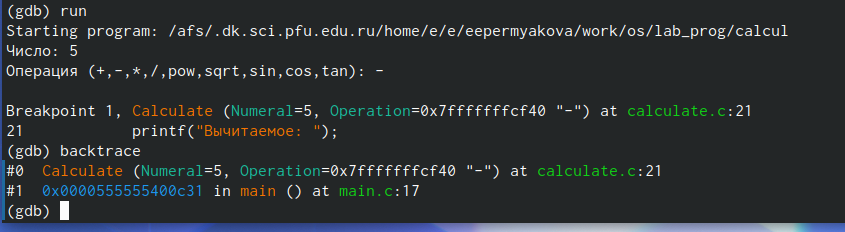 (gdb) run
Starting program: /afs/.dk.sci.pfu.edu.ru/home/e/e/eepermyakova/work/os/lab_prog/calcul
Число: 5
Операция (+,-,*,/,pow,sqrt,sin,cos,tan): -
Breakpoint 1, Calculate (Numeral=5, Operation=0x7fffffffcf40 "-") at calculate.c:21
21 printf("Вычитаемое: ");
(gdb) backtrace
#0 Calculate (Numeral=5, Operation=0x7fffffffcf40 "-") at calculate.c:21
#1 0x0000555555400c31 in main () at main.c:17
(gdb)